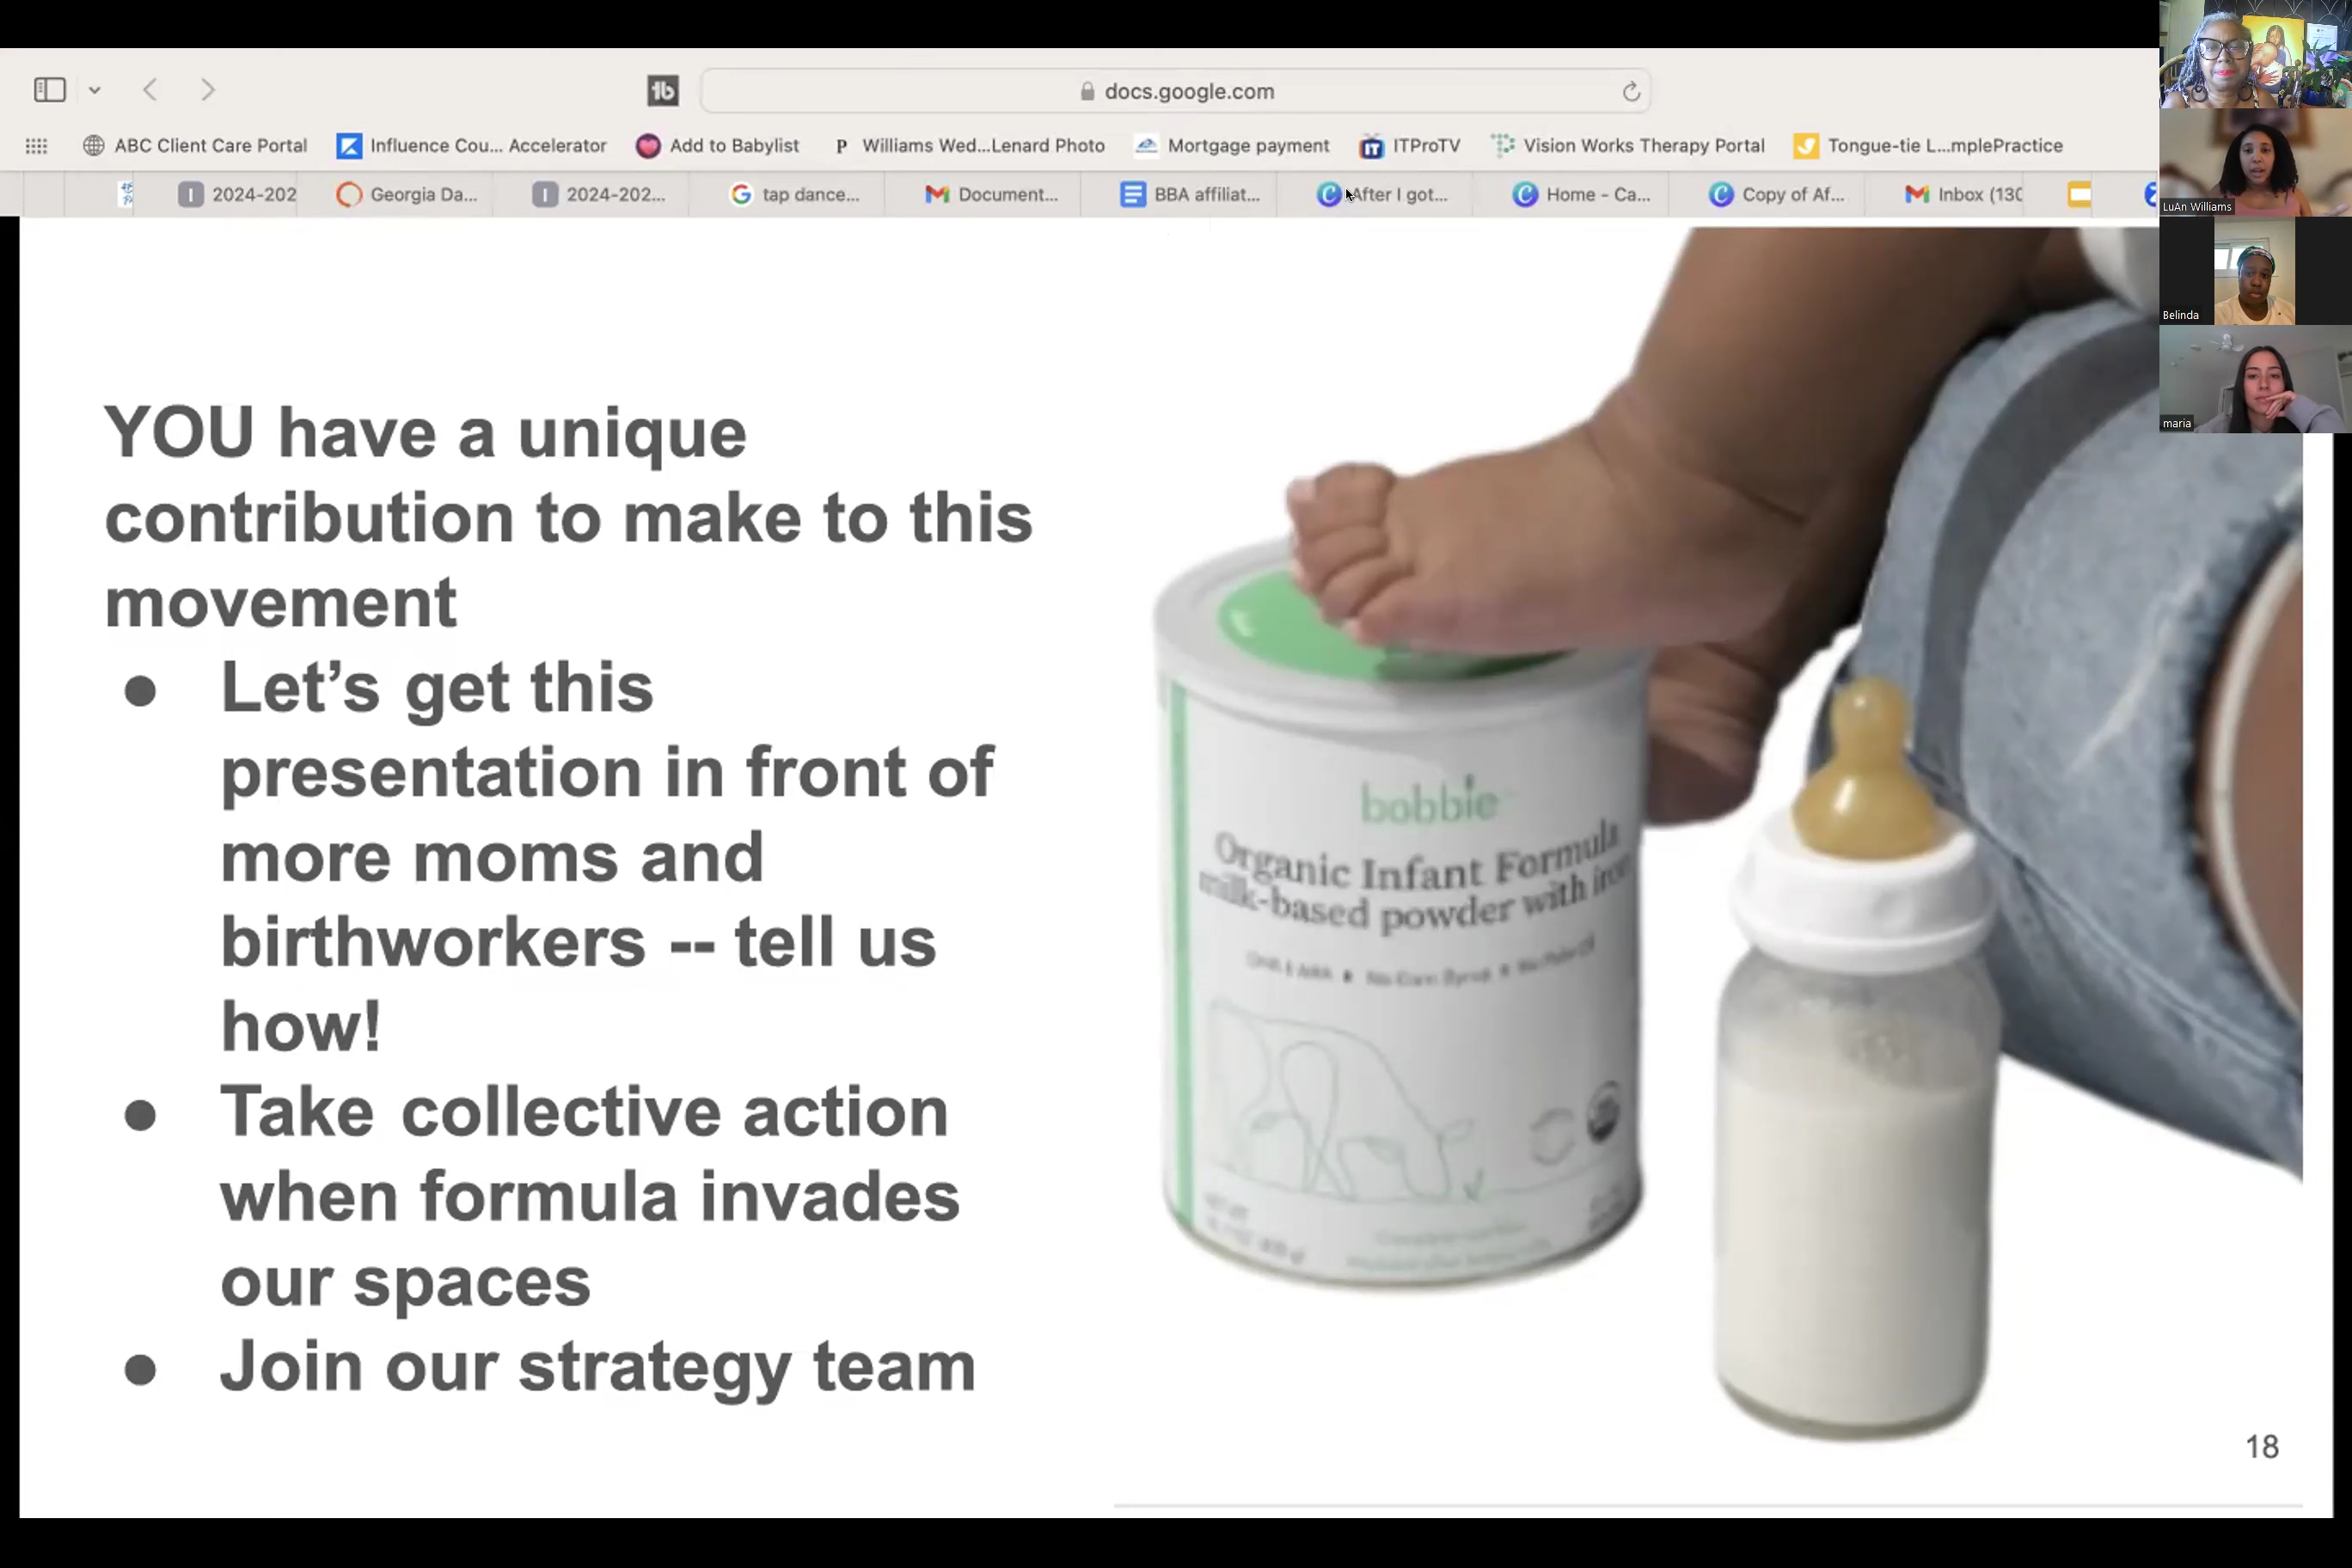 docs.google.com
ABC Client Care Portal
Influence Cou... Accelerator
Add to Babylist
P
Williams Wed...Lenard Photo
Mortgage payment
ITProTV
Vision Works Therapy Portal
Tongue-tie L...mplePractice
2024-202
Georgia Da...
2024-202...
tap dance...
Document...
BBA affiliat...
After I got...
Home - Ca...
Copy of Af...
Inbox (130
LuAn Williams
Belinda
maria
YOU have a unique
contribution to make to this
movement
● Let’s get this
presentation in front of
more moms and
birthworkers -- tell us
how!
● Take collective action
when formula invades
our spaces
● Join our strategy team
bobbie
Organic Infant Formula
milk-based powder with iron
18